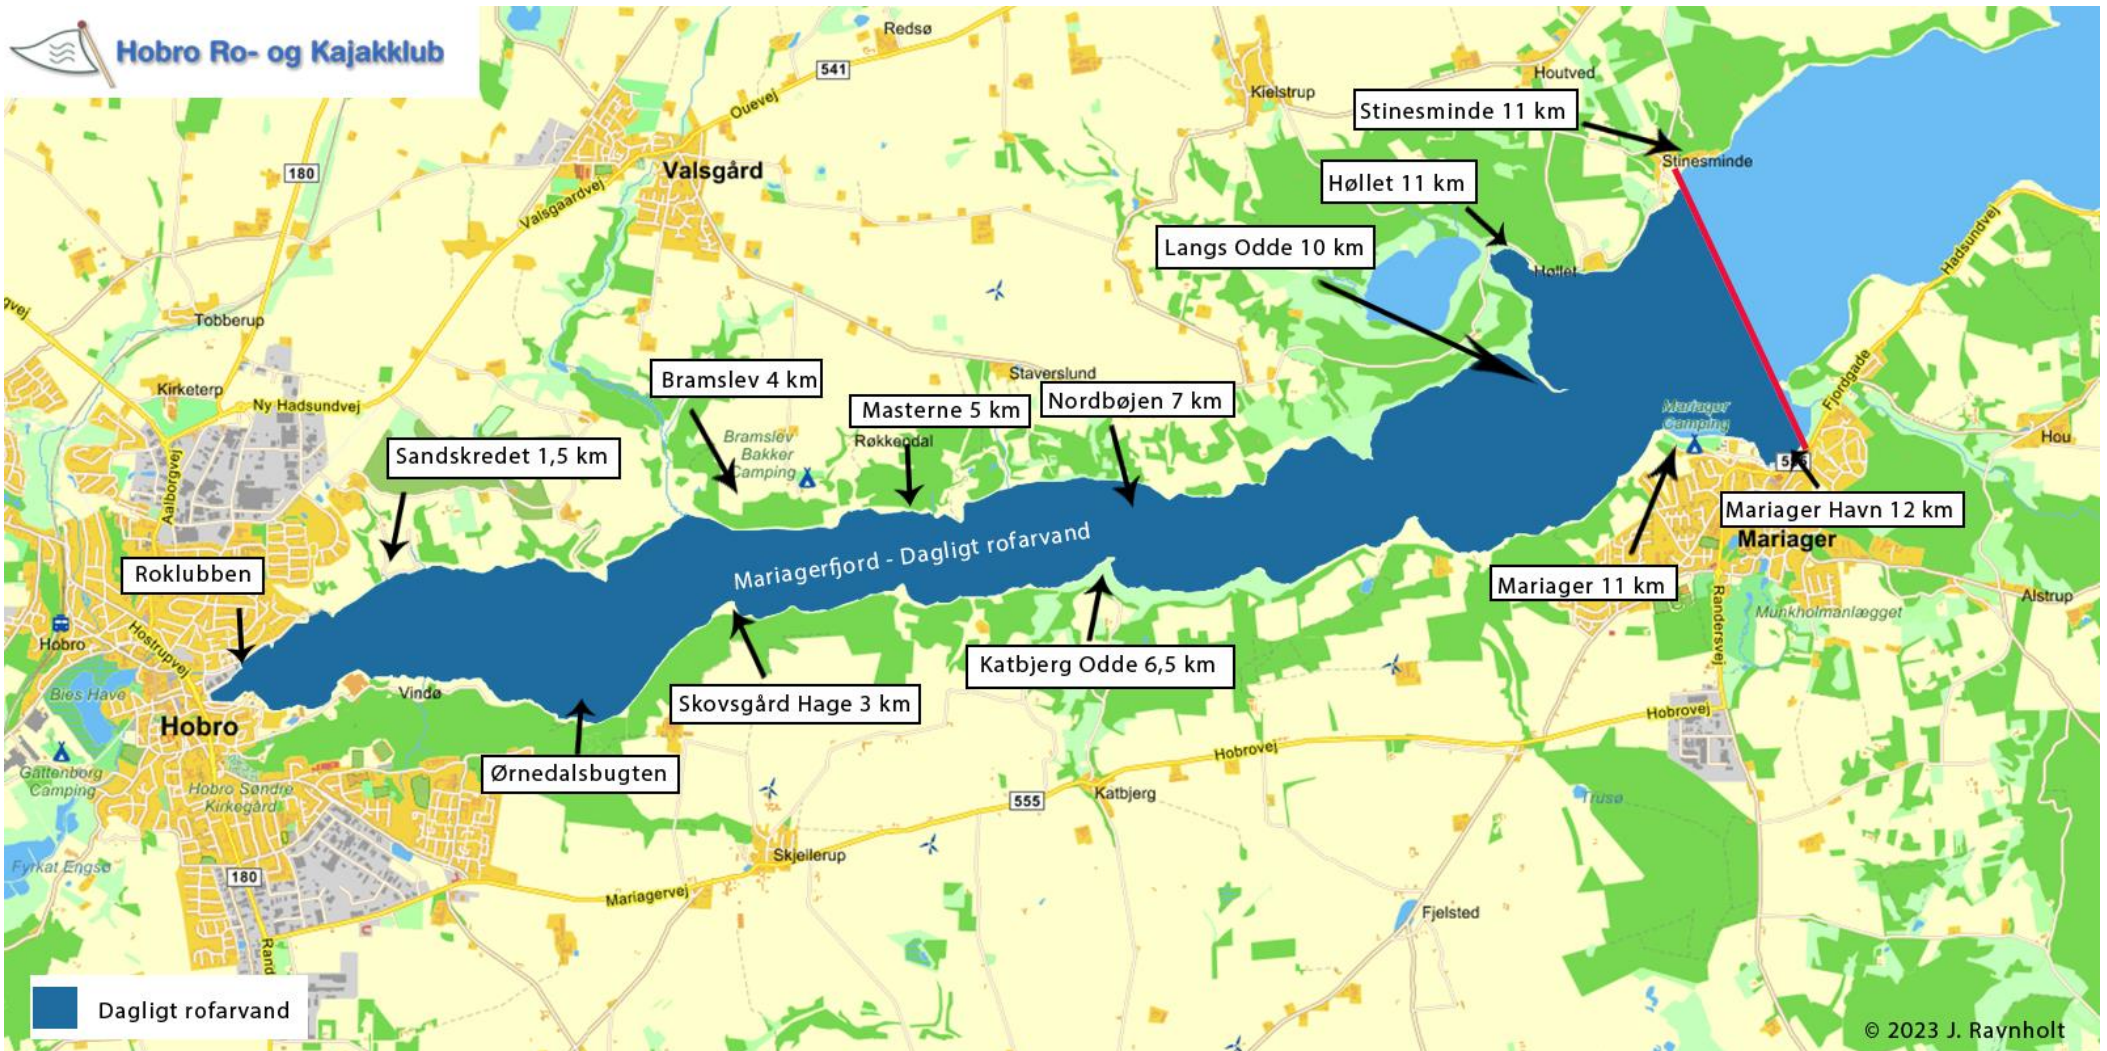 Hobro Ro- og Kajakklub
Redsø
541
Ouevej
Kielstrup
Houtved
Stinesminde 11 km
Stinesminde
180
Valsgård
Valsgaardvej
Høllet 11 km
Langs Odde 10 km
Høllet
Hadsundvej
gvej
Tobberup
Kirketerp
Ny Hadsundvej
Aalborgvej
Bramslev 4 km
Staverslund
Masterne 5 km
Nordbøjen 7 km
Røkkendal
Bramslev
Bakker
Camping
Sandskredet 1,5 km
Mariager
Camping
Fjordgade
Hou
Mariager Havn 12 km
Mariager
Mariagerfjord - Dagligt rofarvand
Roklubben
Mariager 11 km
Alstrup
Munkholmanlægget
Randersvej
Hobro
Hostrupvej
Katbjerg Odde 6,5 km
Bies Have
Vindø
Skovsgård Hage 3 km
Hobro
Hobrovej
Hobrovej
Ørnedalsbugten
Gattenborg
Camping
Hobro Søndre
Kirkegård
555
Katbjerg
Trusø
Skjellerup
Fyrkat Engsø
180
Mariagervej
Fjelsted
Rand
Dagligt rofarvand
© 2023 J. Ravnholt